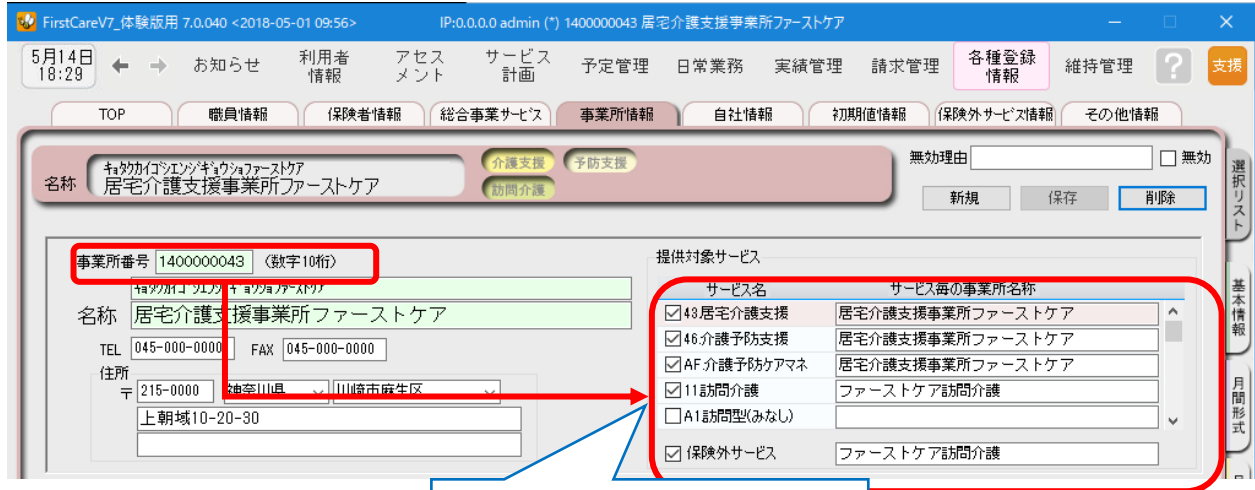 FirstCareV7_体験版用 7.0.040 <2018-05-01 09:56> IP:0.0.0.0 admin (*) 1400000043 居宅介護支援事業所ファーストケア
5月14日
18:29
お知らせ
利用者
情報
アセス
メント
サービス
計画
予定管理
日常業務
実績管理
請求管理
各種登録
情報
維持管理
?
支援
TOP 職員情報 保険者情報 総合事業サービス 事業所情報 自社情報 初期値情報 保険外サービス情報 その他情報
名称
キョタクカイゴシエンジギョウショファーストケア
居宅介護支援事業所ファーストケア
介護支援 予防支援
訪問介護
無効理由 無効
新規 保存 削除
選択リスト
基本情報
月間形式
事業所番号 1400000043 (数字10桁)
名称 居宅介護支援事業所ファーストケア
TEL 045-000-0000 FAX 045-000-0000
住所
〒 215-0000 神奈川県 川崎市麻生区
上朝域10-20-30
提供対象サービス
サービス名 サービス毎の事業所名称
43居宅介護支援 居宅介護支援事業所ファーストケア
46.介護予防支援 居宅介護支援事業所ファーストケア
AF.介護予防ケアマネ 居宅介護支援事業所ファーストケア
11訪問介護 ファーストケア訪問介護
A1訪問型(みなし)
保険外サービス ファーストケア訪問介護